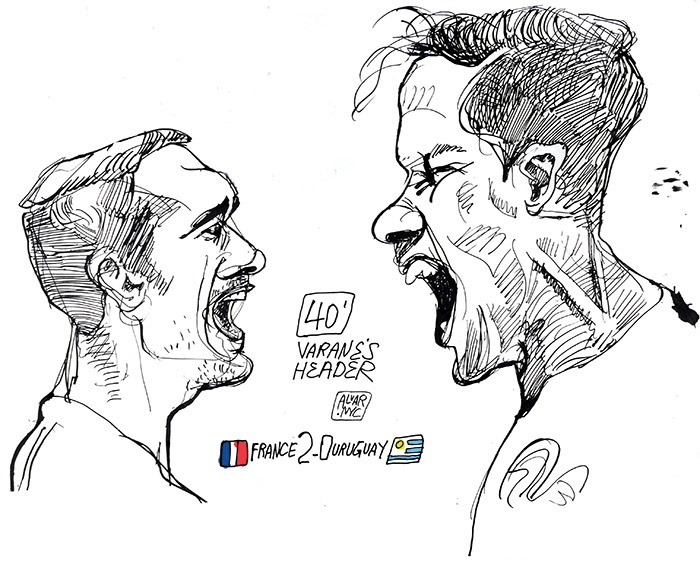 40'
VARANE'S
HEADER
ALVAR
.NYC
FRANCE 2-0 URUGUAY